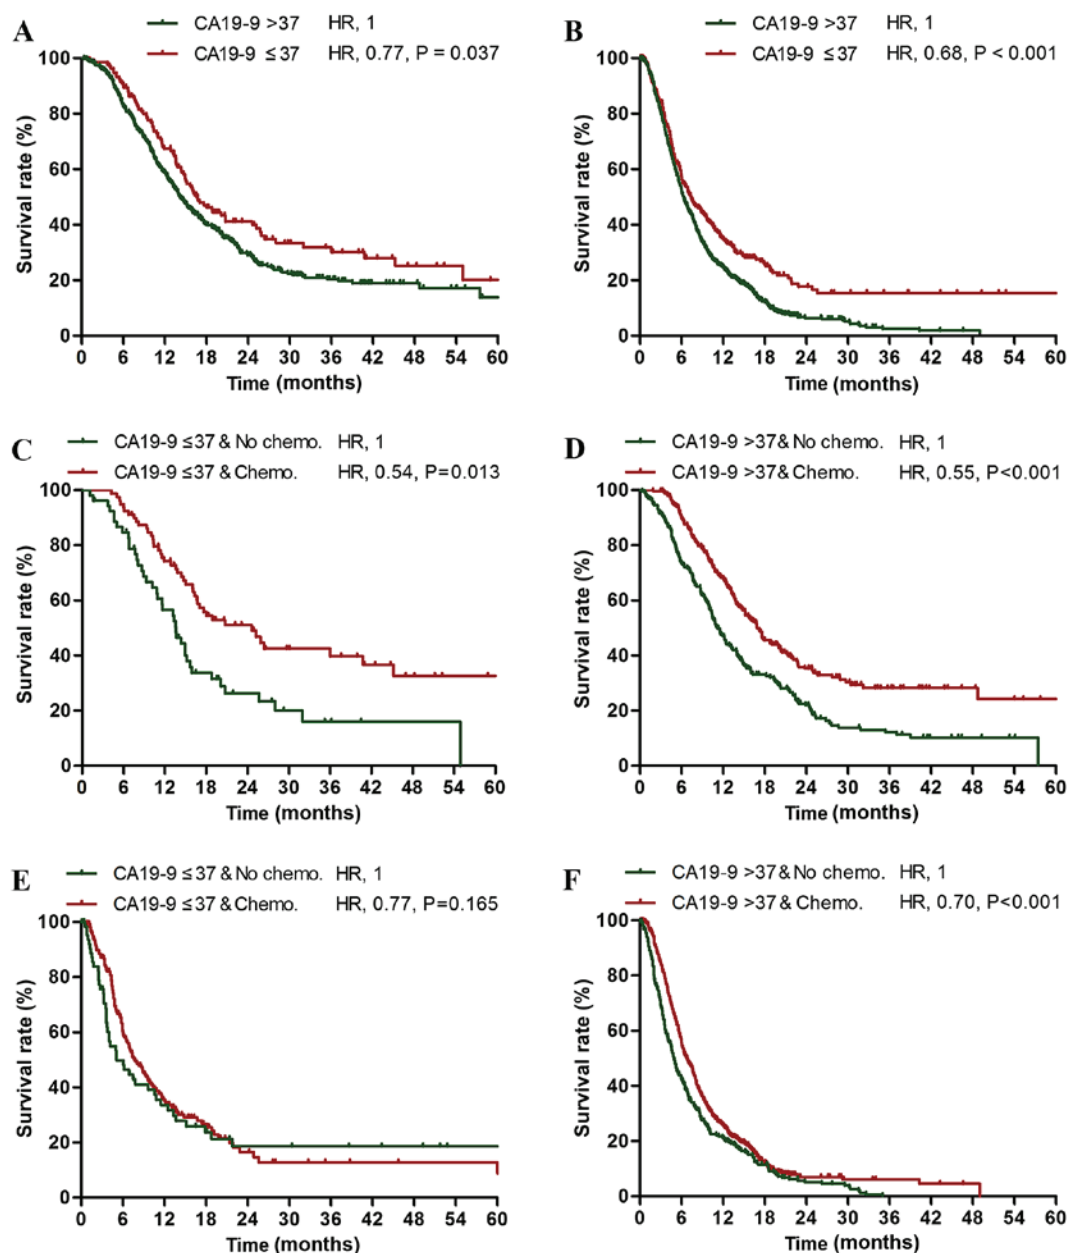 A
CA19-9 >37 HR, 1
CA19-9 ≤37 HR, 0.77, P = 0.037
Survival rate (%)
100
80
60
40
20
0
0 6 12 18 24 30 36 42 48 54 60
Time (months)
B
CA19-9 >37 HR, 1
CA19-9 ≤37 HR, 0.68, P < 0.001
Survival rate (%)
100
80
60
40
20
0
0 6 12 18 24 30 36 42 48 54 60
Time (months)
C
CA19-9 ≤37 & No chemo. HR, 1
CA19-9 ≤37 & Chemo. HR, 0.54, P=0.013
Survival rate (%)
100
80
60
40
20
0
0 6 12 18 24 30 36 42 48 54 60
Time (months)
D
CA19-9 >37 & No chemo. HR, 1
CA19-9 >37 & Chemo. HR, 0.55, P<0.001
Survival rate (%)
100
80
60
40
20
0
0 6 12 18 24 30 36 42 48 54 60
Time (months)
E
CA19-9 ≤37 & No chemo. HR, 1
CA19-9 ≤37 & Chemo. HR, 0.77, P=0.165
Survival rate (%)
100
80
60
40
20
0
0 6 12 18 24 30 36 42 48 54 60
Time (months)
F
CA19-9 >37 & No chemo. HR, 1
CA19-9 >37 & Chemo. HR, 0.70, P<0.001
Survival rate (%)
100
80
60
40
20
0
0 6 12 18 24 30 36 42 48 54 60
Time (months)